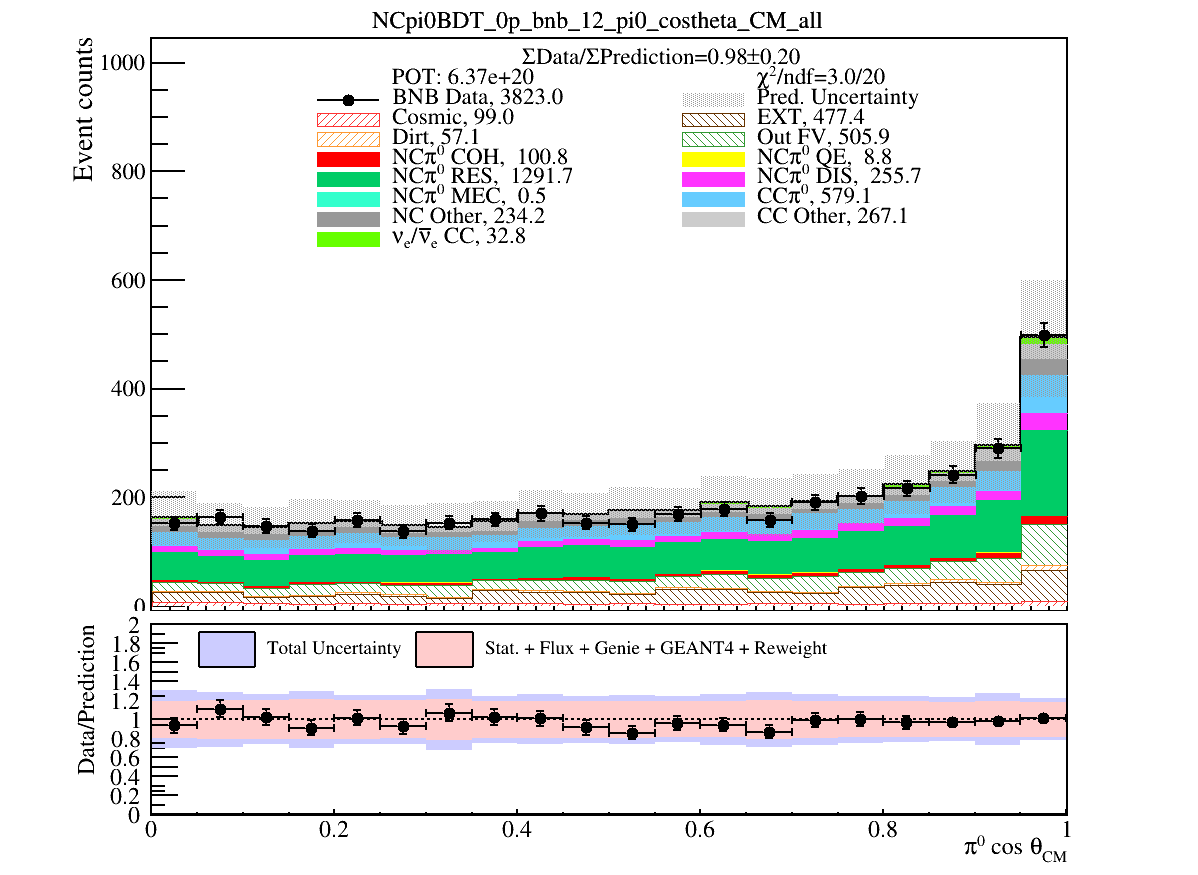 NCpi0BDT_0p_bnb_12_pi0_costheta_CM_all
ΣData/ΣPrediction=0.98±0.20
POT: 6.37e+20
χ²/ndf=3.0/20
BNB Data, 3823.0
Pred. Uncertainty
Cosmic, 99.0
EXT, 477.4
Dirt, 57.1
Out FV, 505.9
NCπ⁰ COH, 100.8
NCπ⁰ QE, 8.8
NCπ⁰ RES, 1291.7
NCπ⁰ DIS, 255.7
NCπ⁰ MEC, 0.5
CCπ⁰, 579.1
NC Other, 234.2
CC Other, 267.1
νₑ/ν̅ₑ CC, 32.8
Event counts
1000
800
600
400
200
0
Total Uncertainty
Stat. + Flux + Genie + GEANT4 + Reweight
Data/Prediction
2
1.8
1.6
1.4
1.2
1
0.8
0.6
0.4
0.2
0
0 0.2 0.4 0.6 0.8 1
π⁰ cos θ_CM